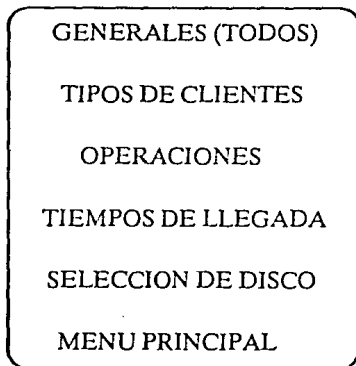 GENERALES (TODOS)
TIPOS DE CLIENTES
OPERACIONES
TIEMPOS DE LLEGADA
SELECCION DE DISCO
MENU PRINCIPAL